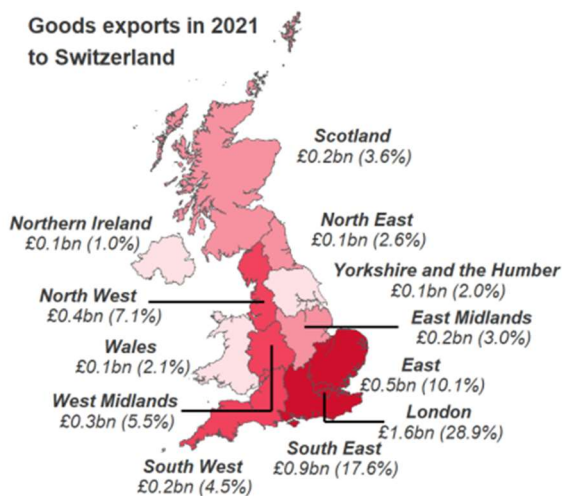 Goods exports in 2021
to Switzerland
Scotland
£0.2bn (3.6%)
Northern Ireland
£0.1bn (1.0%)
North East
£0.1bn (2.6%)
Yorkshire and the Humber
£0.1bn (2.0%)
North West
£0.4bn (7.1%)
East Midlands
£0.2bn (3.0%)
Wales
£0.1bn (2.1%)
East
£0.5bn (10.1%)
West Midlands
£0.3bn (5.5%)
London
£1.6bn (28.9%)
South East
£0.9bn (17.6%)
South West
£0.2bn (4.5%)